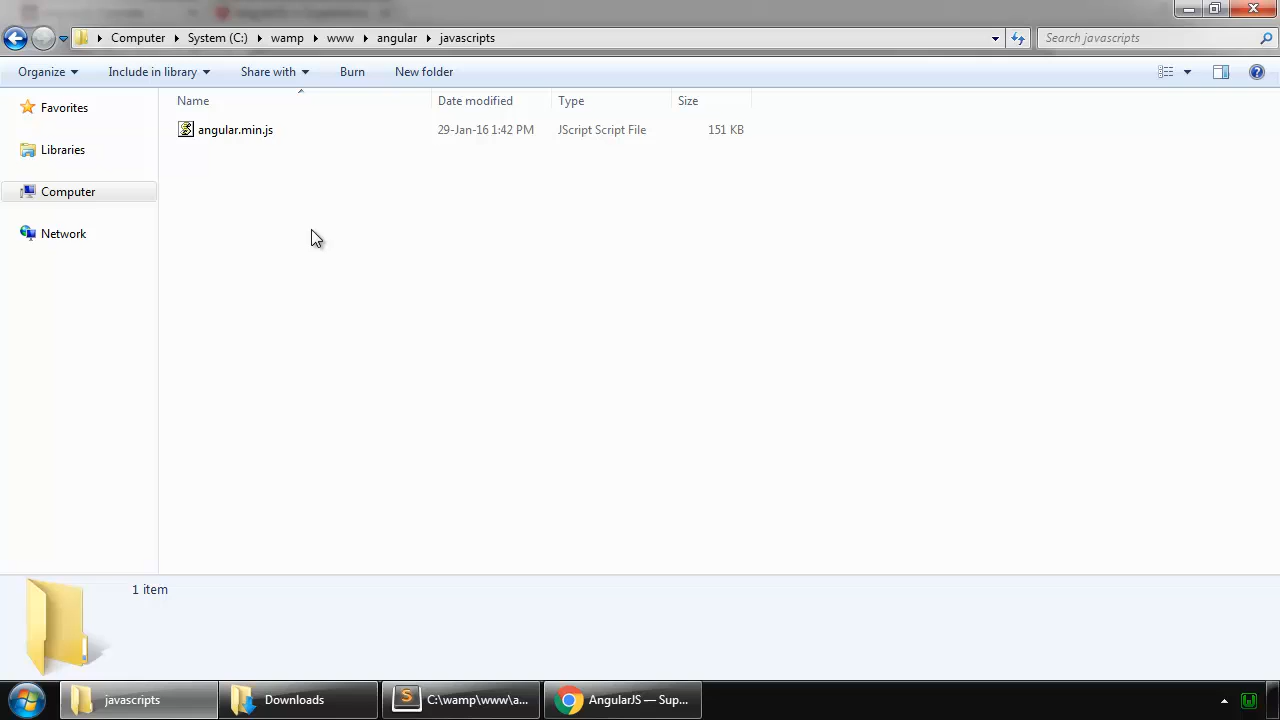 Computer System (C:) wamp www angular javascripts Search javascripts
Organize Include in library Share with Burn New folder
Name Date modified Type Size
angular.min.js 29-Jan-16 1:42 PM JScript Script File 151 KB
Favorites
Libraries
Computer
Network
1 item
javascripts Downloads C:\wamp\www\a... AngularJS — Sup...